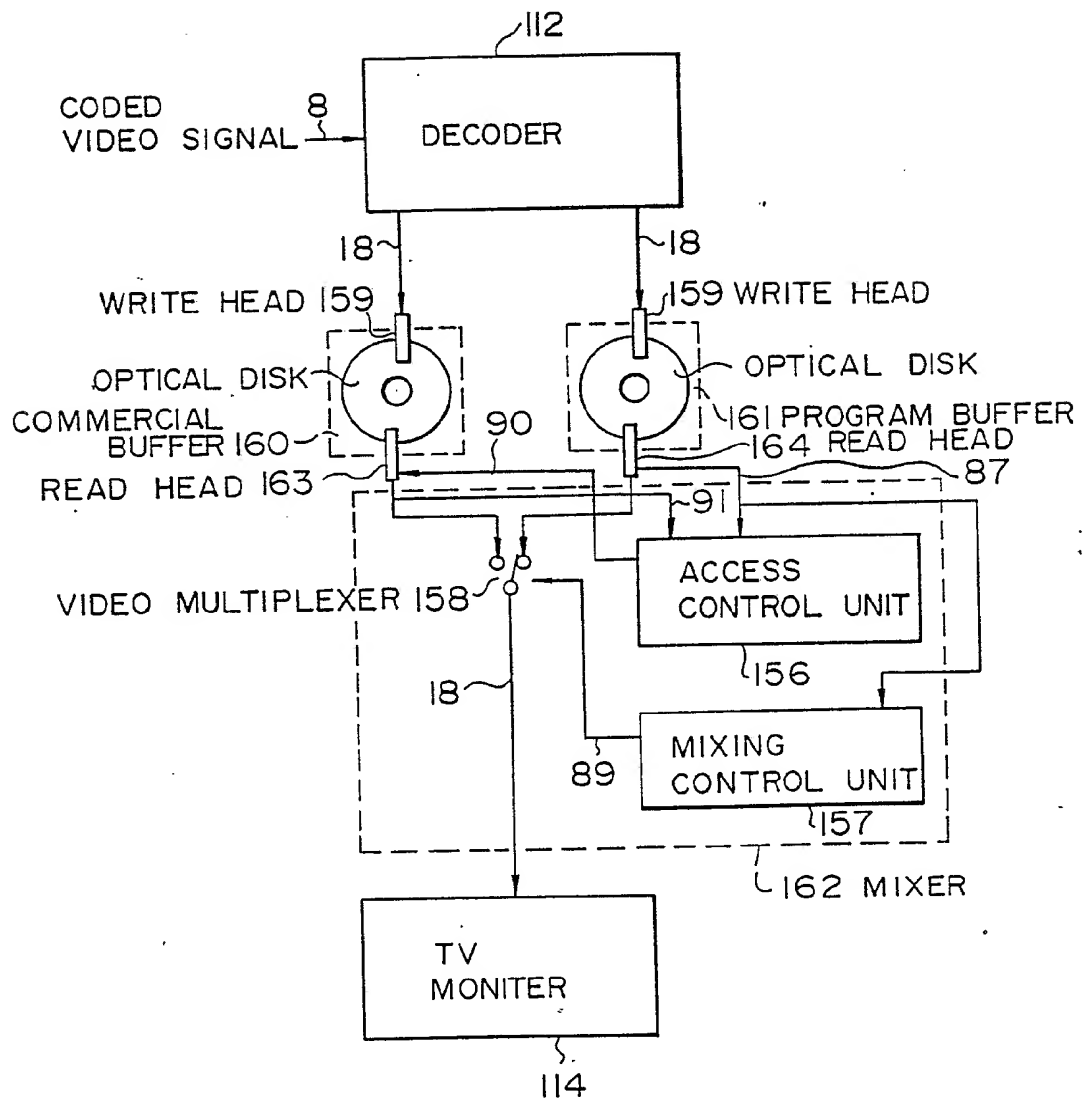 112
CODED
VIDEO SIGNAL
8
DECODER
18
18
WRITE HEAD 159
159 WRITE HEAD
OPTICAL DISK
OPTICAL DISK
COMMERCIAL
BUFFER 160
161 PROGRAM BUFFER
90
164 READ HEAD
READ HEAD 163
87
91
VIDEO MULTIPLEXER 158
ACCESS
CONTROL UNIT
156
18
89
MIXING
CONTROL UNIT
157
162 MIXER
TV
MONITER
114